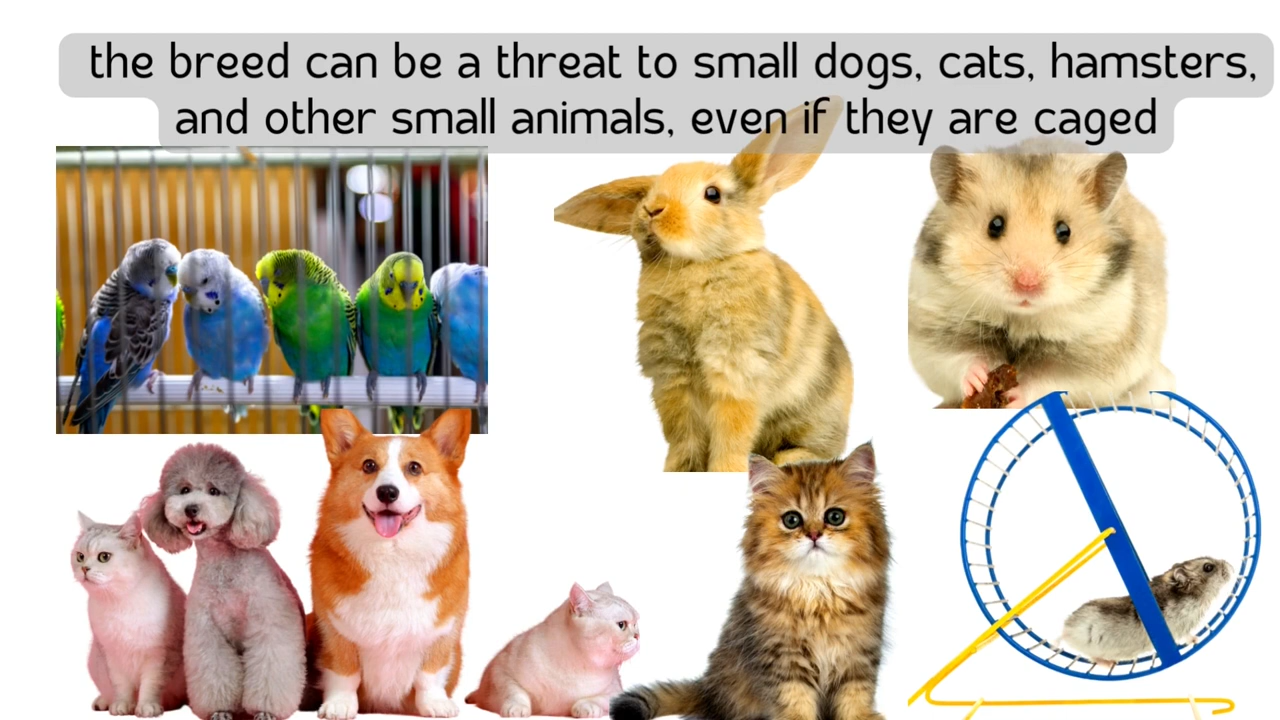 the breed can be a threat to small dogs, cats, hamsters,
and other small animals, even if they are caged